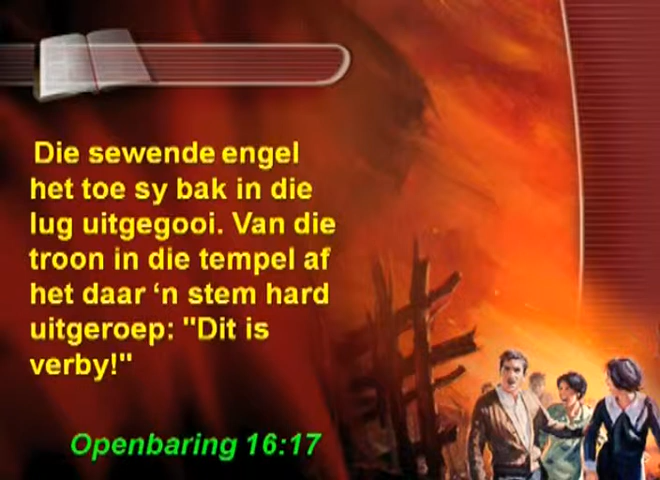 Die sewende engel
het toe sy bak in die
lug uitgegooi. Van die
troon in die tempel af
het daar ‘n stem hard
uitgeroep: "Dit is
verby!"
Openbaring 16:17